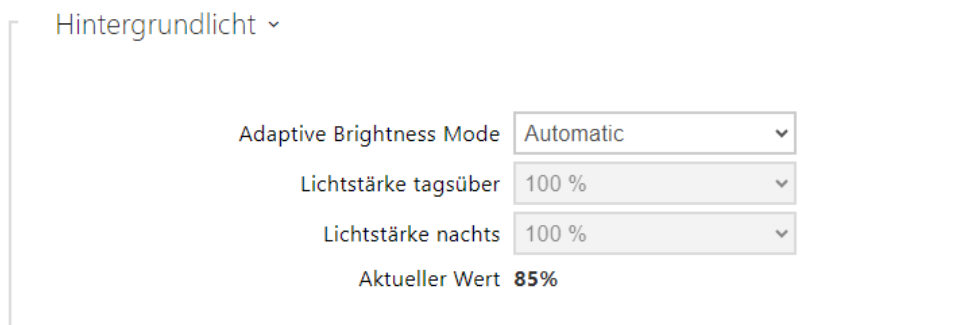 Hintergrundlicht
Adaptive Brightness Mode Automatic
Lichtstärke tagsüber 100 %
Lichtstärke nachts 100 %
Aktueller Wert 85%